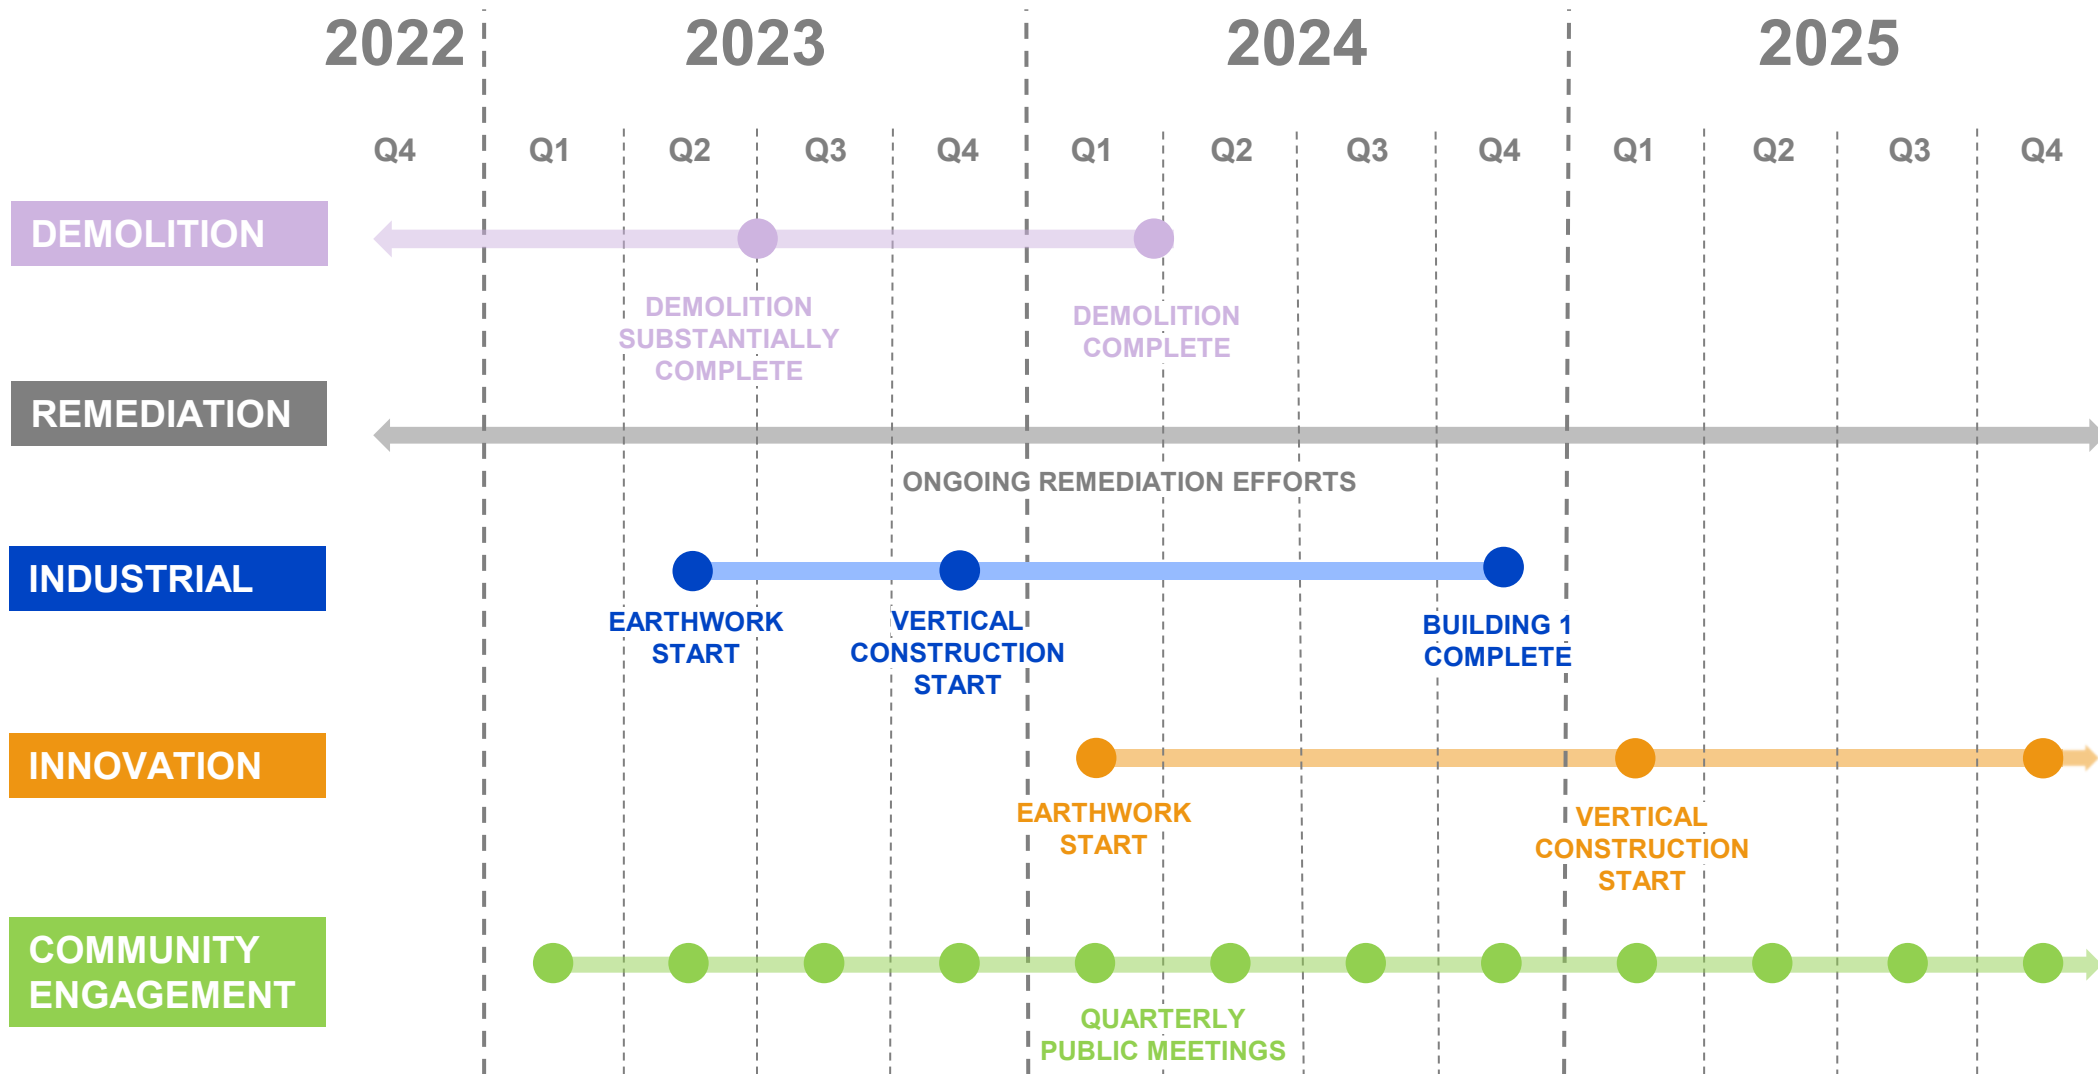 2022
2023
2024
2025
Q4
Q1
Q2
Q3
Q4
Q1
Q2
Q3
Q4
Q1
Q2
Q3
Q4
DEMOLITION
DEMOLITION
SUBSTANTIALLY
COMPLETE
DEMOLITION
COMPLETE
REMEDIATION
ONGOING REMEDIATION EFFORTS
INDUSTRIAL
EARTHWORK
START
VERTICAL
CONSTRUCTION
START
BUILDING 1
COMPLETE
INNOVATION
EARTHWORK
START
VERTICAL
CONSTRUCTION
START
COMMUNITY
ENGAGEMENT
QUARTERLY
PUBLIC MEETINGS